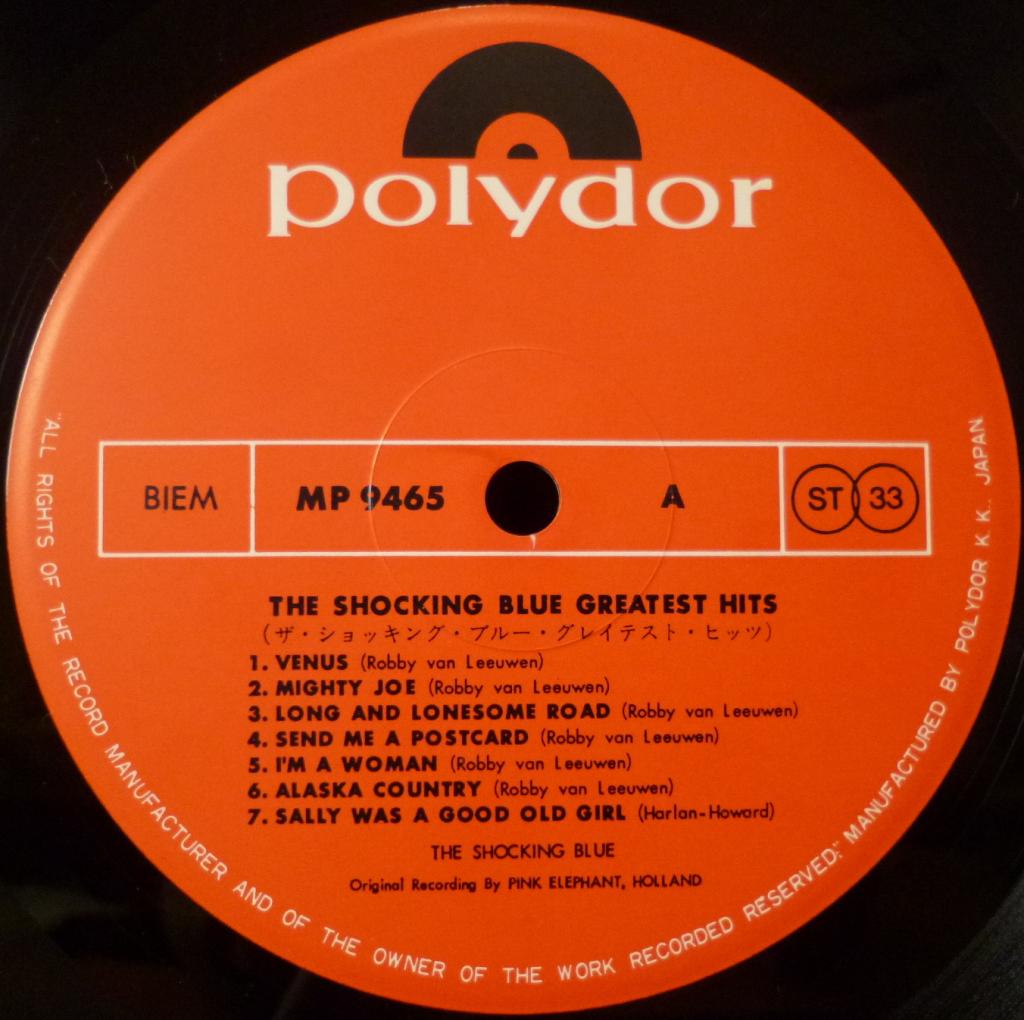 polydor
BIEM MP 9465 A ST 33
THE SHOCKING BLUE GREATEST HITS
(ザ・ショッキング・ブルー・グレイテスト・ヒッツ)
1. VENUS (Robby van Leeuwen)
2. MIGHTY JOE (Robby van Leeuwen)
3. LONG AND LONESOME ROAD (Robby van Leeuwen)
4. SEND ME A POSTCARD (Robby van Leeuwen)
5. I'M A WOMAN (Robby van Leeuwen)
6. ALASKA COUNTRY (Robby van Leeuwen)
7. SALLY WAS A GOOD OLD GIRL (Harlan-Howard)
THE SHOCKING BLUE
Original Recording By PINK ELEPHANT, HOLLAND
"ALL RIGHTS OF THE RECORD MANUFACTURER AND OF THE OWNER OF THE WORK RECORDED RESERVED." MANUFACTURED BY POLYDOR K.K. JAPAN